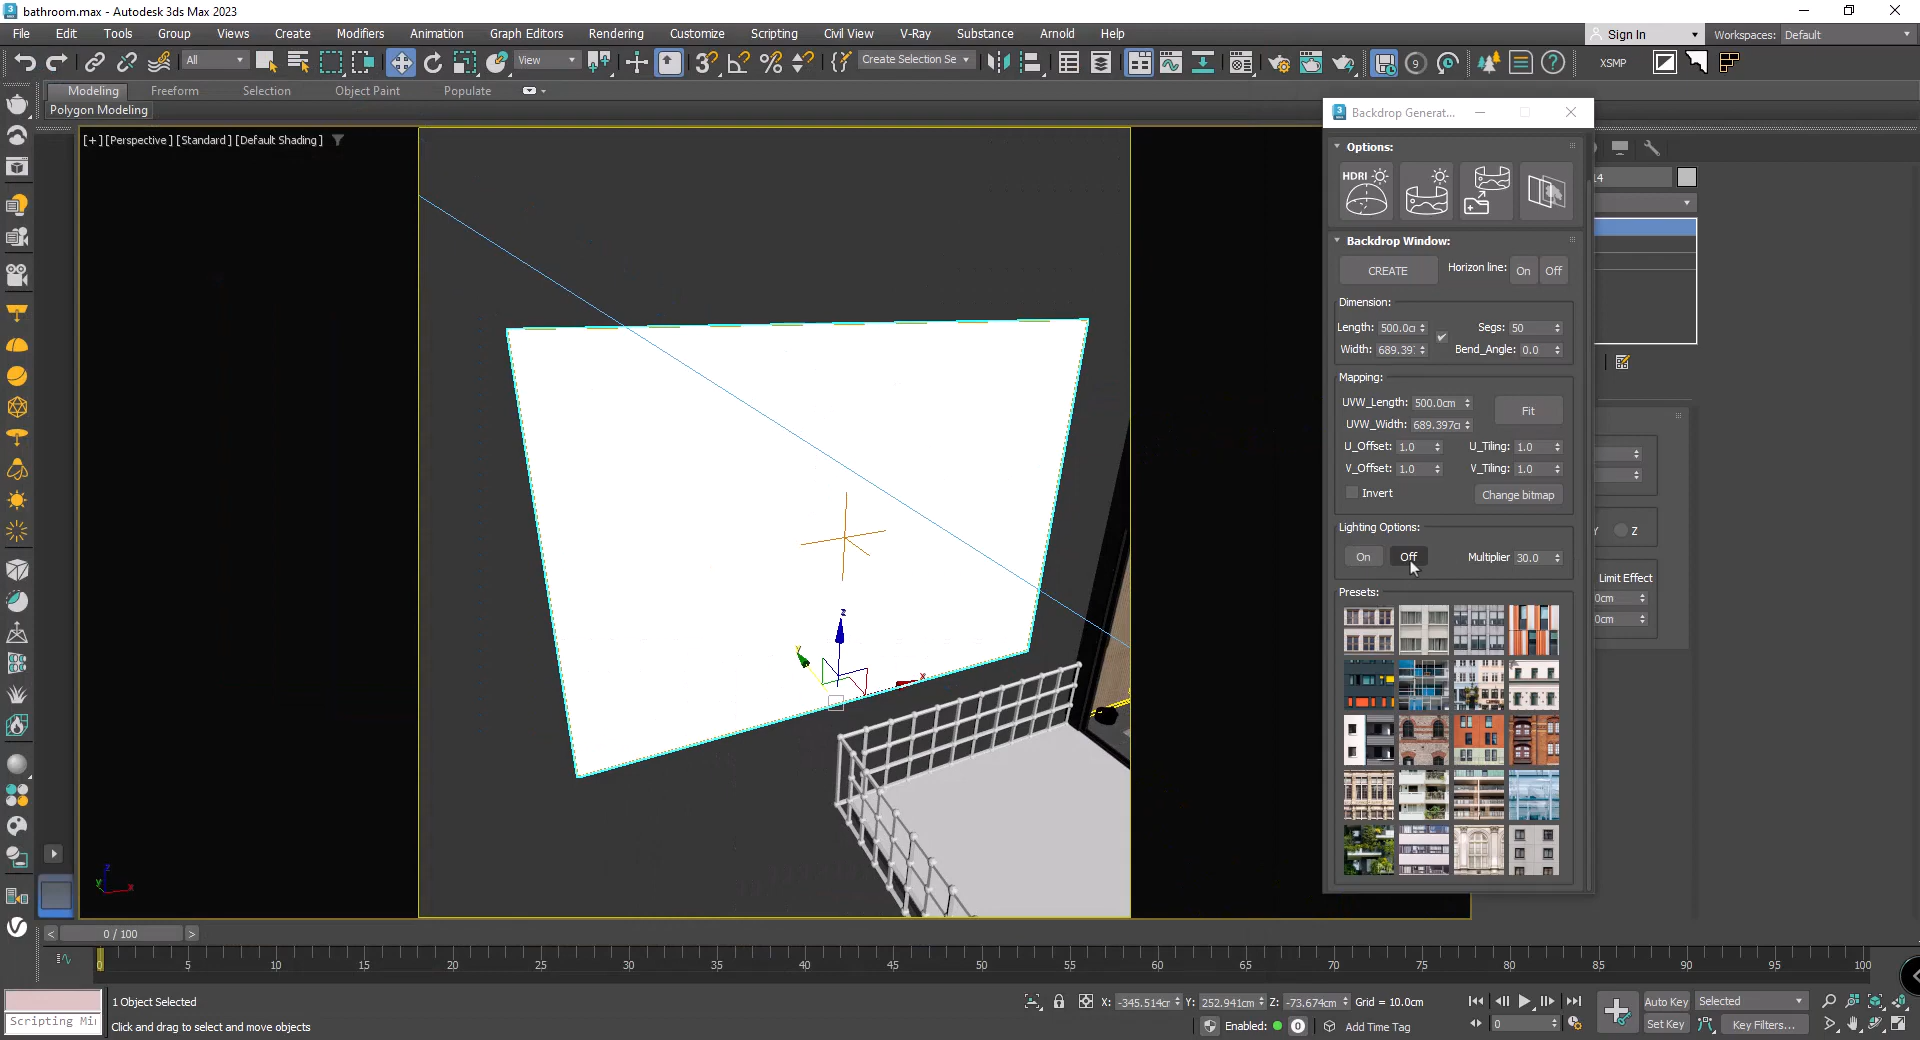 bathroom.max - Autodesk 3ds Max 2023
File Edit Tools Group Views Create Modifiers Animation Graph Editors Rendering Customize Scripting Civil View V-Ray Substance Arnold Help
Sign In Workspaces: Default
All View Create Selection Se XSMP
Modeling Freeform Selection Object Paint Populate
Polygon Modeling
[+] [Perspective] [Standard] [Default Shading]
Backdrop Generat...
Options:
HDRI
Backdrop Window:
CREATE Horizon line: On Off
Dimension:
Length: 500.0 Segs: 50
Width: 689.39 Bend_Angle: 0.0
Mapping:
UVW_Length: 500.0cm Fit
UVW_Width: 689.397
U_Offset: 1.0 U_Tiling: 1.0
V_Offset: 1.0 V_Tiling: 1.0
Invert Change bitmap
Lighting Options:
On Off Multiplier 30.0
Presets:
Z
Limit Effect
0cm
0cm
z
y
x
z
y
x
0 / 100
0 5 10 15 20 25 30 35 40 45 50 55 60 65 70 75 80 85 90 95 100
1 Object Selected X: -345.514 Y: 252.941cm Z: -73.674cm Grid = 10.0cm Auto Key Selected
Scripting Mi Click and drag to select and move objects Enabled: 0 Add Time Tag 0 Set Key Key Filters...